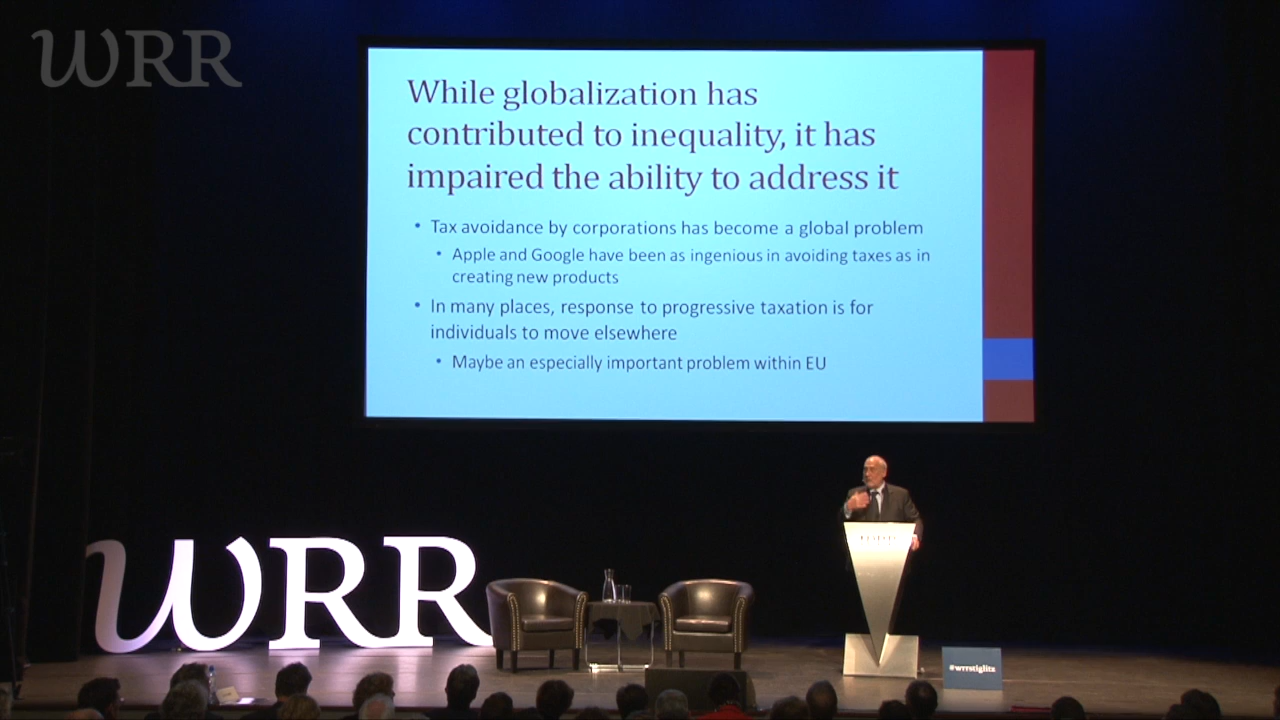 WRR
While globalization has
contributed to inequality, it has
impaired the ability to address it
• Tax avoidance by corporations has become a global problem
• Apple and Google have been as ingenious in avoiding taxes as in
creating new products
• In many places, response to progressive taxation is for
individuals to move elsewhere
• Maybe an especially important problem within EU
WRR
#wrrstiglitz